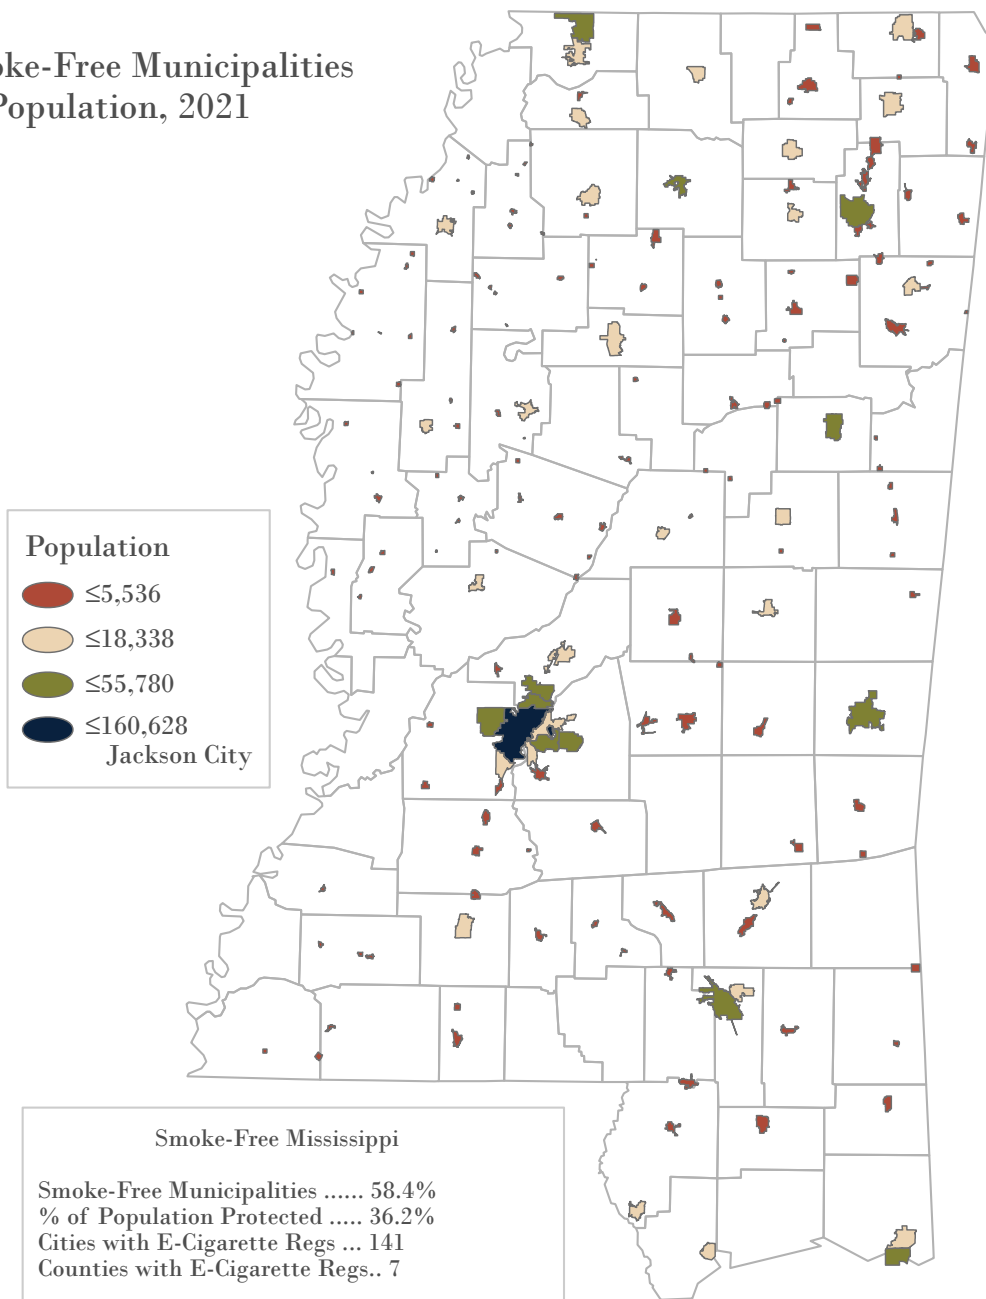 oke-Free Municipalities
Population, 2021
Population
≤5,536
≤18,338
≤55,780
≤160,628
Jackson City
Smoke-Free Mississippi
Smoke-Free Municipalities ...... 58.4%
% of Population Protected ..... 36.2%
Cities with E-Cigarette Regs ... 141
Counties with E-Cigarette Regs.. 7